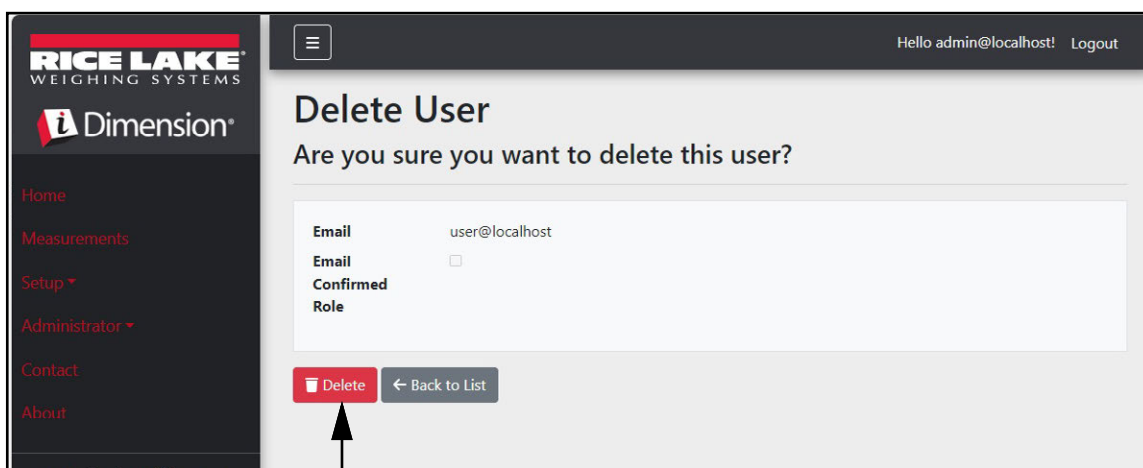 RICE LAKE
WEIGHING SYSTEMS
i Dimension®
Home
Measurements
Setup
Administrator
Contact
About
Hello admin@localhost! Logout
Delete User
Are you sure you want to delete this user?
Email user@localhost
Email
Confirmed
Role
Delete ← Back to List